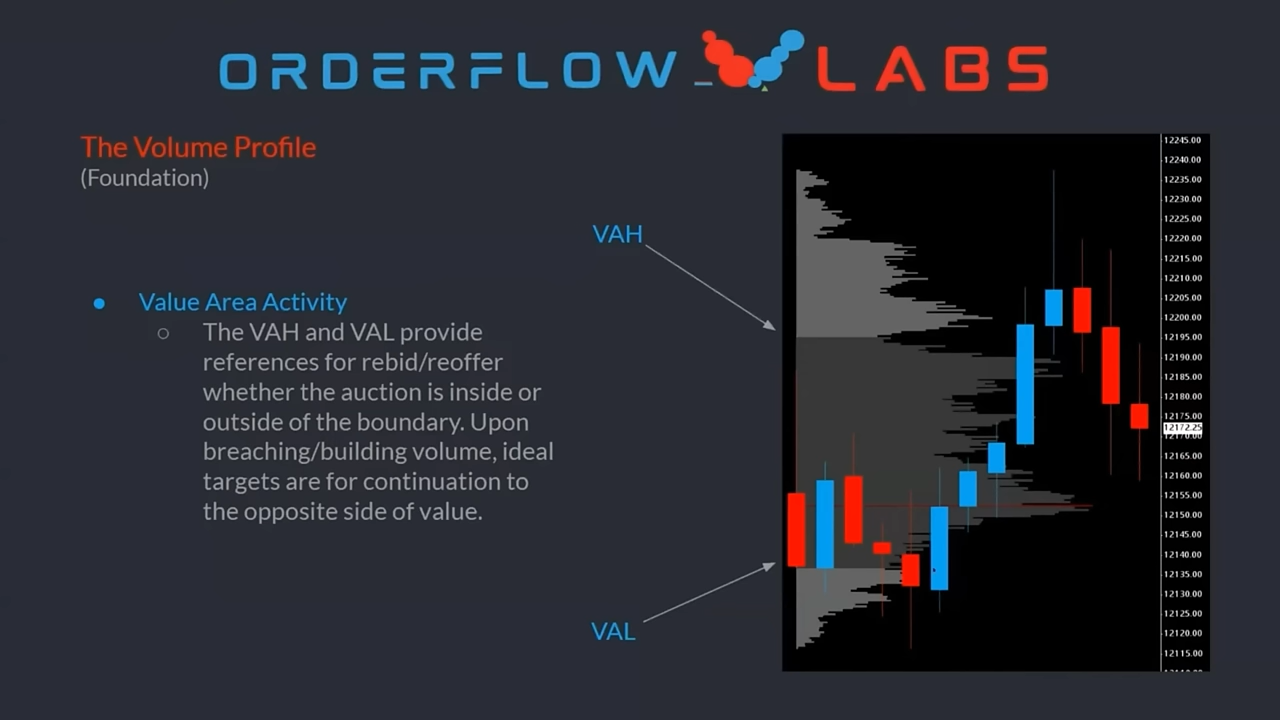 ORDERFLOW LABS
The Volume Profile
(Foundation)
VAH
● Value Area Activity
○ The VAH and VAL provide
references for rebid/reoffer
whether the auction is inside or
outside of the boundary. Upon
breaching/building volume, ideal
targets are for continuation to
the opposite side of value.
VAL
12245.00
12240.00
12235.00
12230.00
12225.00
12220.00
12215.00
12210.00
12205.00
12200.00
12195.00
12190.00
12185.00
12180.00
12175.00
12172.25
12170.00
12165.00
12160.00
12155.00
12150.00
12145.00
12140.00
12135.00
12130.00
12125.00
12120.00
12115.00